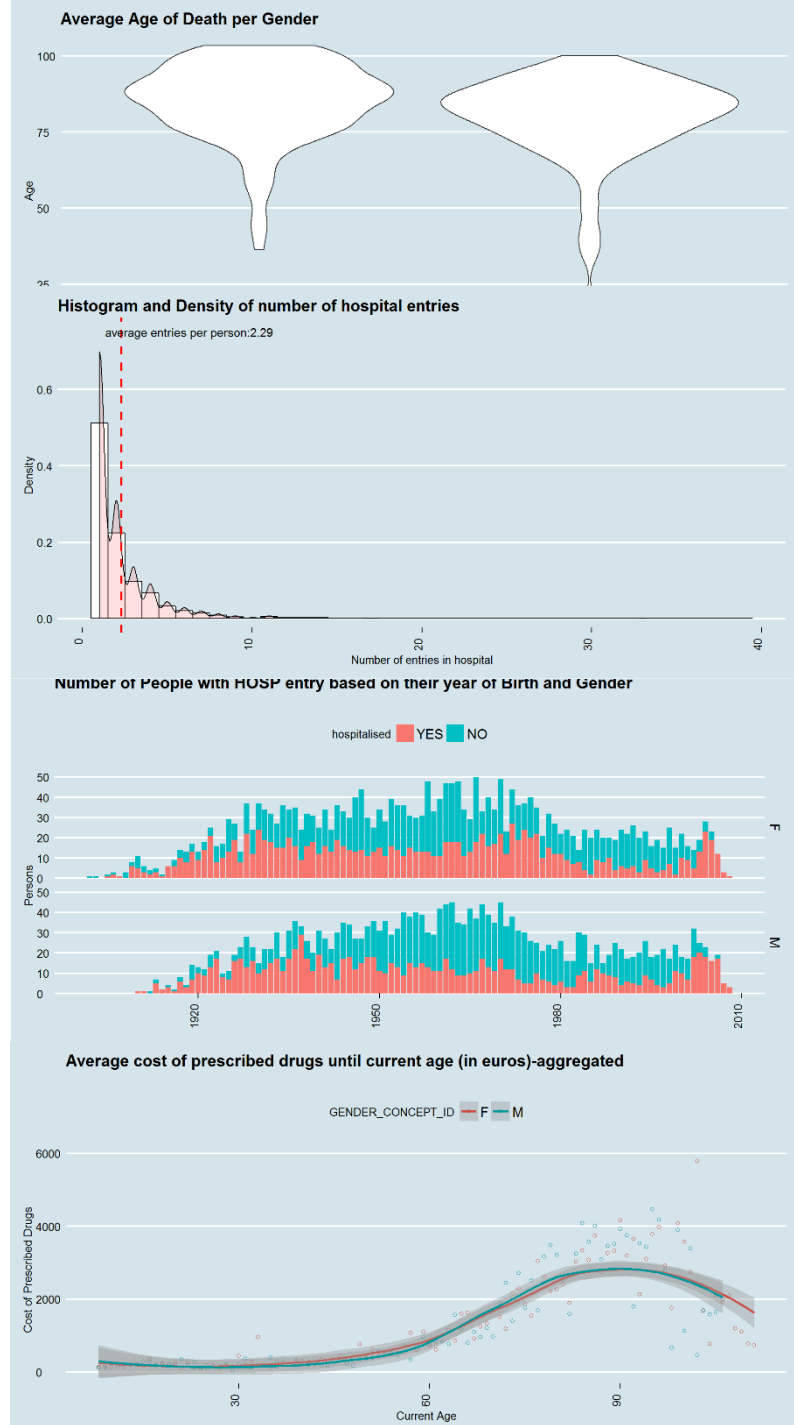 Average Age of Death per Gender
100
75
50
25
Age
Histogram and Density of number of hospital entries
average entries per person:2.29
0.6
0.4
0.2
0.0
Density
0
10
20
30
40
Number of entries in hospital
Number of People with HOSP entry based on their year of Birth and Gender
hospitalised YES NO
50
40
30
20
10
0
F
Persons
50
40
30
20
10
0
M
1920
1950
1980
2010
Average cost of prescribed drugs until current age (in euros)-aggregated
GENDER_CONCEPT_ID F M
6000
4000
2000
0
Cost of Prescribed Drugs
30
60
90
Current Age